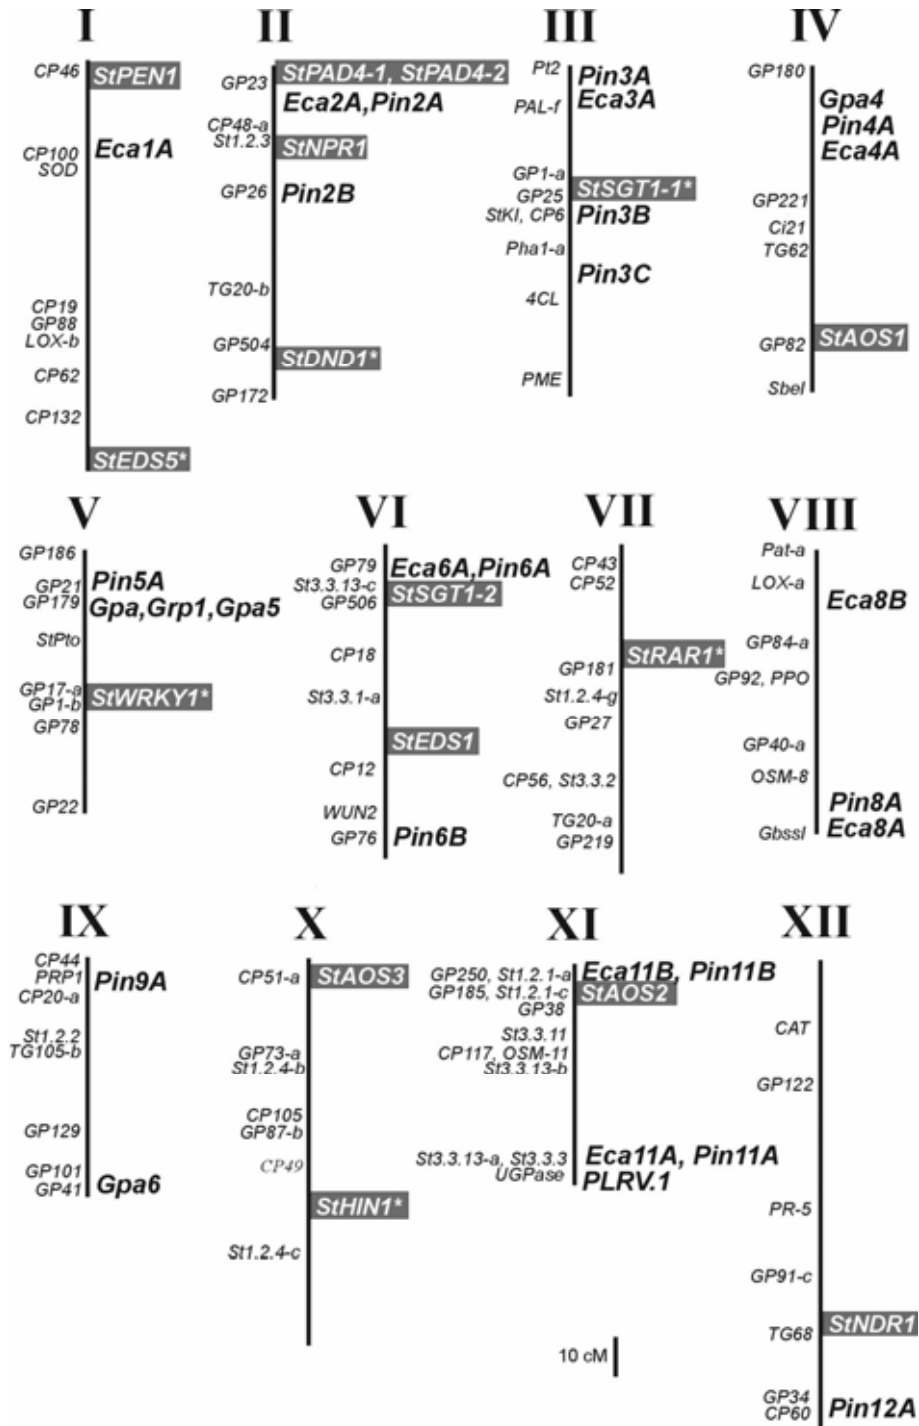 I
CP46
StPEN1
Eca1A
CP100
SOD
CP19
GP88
LOX-b
CP62
CP132
StEDS5*
II
StPAD4-1, StPAD4-2
GP23
Eca2A,Pin2A
CP48-a
St1.2.3
StNPR1
GP26
Pin2B
TG20-b
GP504
StDND1*
GP172
III
Pt2
Pin3A
Eca3A
PAL-f
GP1-a
StSGT1-1*
GP25
StKI, CP6
Pin3B
Pha1-a
Pin3C
4CL
PME
IV
GP180
Gpa4
Pin4A
Eca4A
GP221
Ci21
TG62
StAOS1
GP82
SbeI
V
GP186
GP21
Pin5A
GP179
Gpa,Grp1,Gpa5
StPto
GP17-a
StWRKY1*
GP1-b
GP78
GP22
VI
GP79
Eca6A,Pin6A
St3.3.13-c
StSGT1-2
GP506
CP18
St3.3.1-a
StEDS1
CP12
WUN2
GP76
Pin6B
VII
CP43
CP52
StRAR1*
GP181
St1.2.4-g
GP27
CP56, St3.3.2
TG20-a
GP219
VIII
Pat-a
LOX-a
Eca8B
GP84-a
GP92, PPO
GP40-a
OSM-8
Pin8A
Eca8A
GbssI
IX
CP44
PRP1
Pin9A
CP20-a
St1.2.2
TG105-b
GP129
GP101
GP41
Gpa6
X
CP51-a
StAOS3
GP73-a
St1.2.4-b
CP105
GP87-b
CP49
StHIN1*
St1.2.4-c
XI
GP250, St1.2.1-a
Eca11B, Pin11B
GP185, St1.2.1-c
StAOS2
GP38
St3.3.11
CP117, OSM-11
St3.3.13-b
St3.3.13-a, St3.3.3
Eca11A, Pin11A
UGPase
PLRV.1
10 cM
XII
CAT
GP122
PR-5
GP91-c
StNDR1
TG68
GP34
CP60
Pin12A